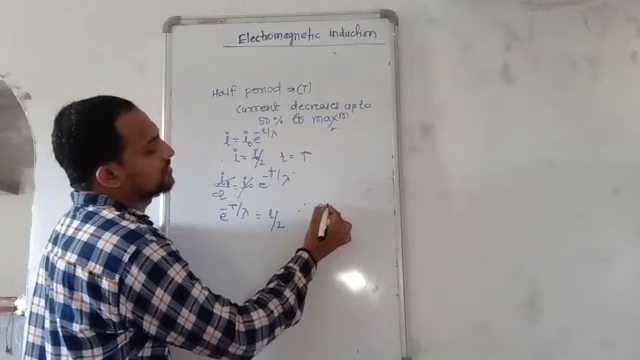 Electromagnetic Induction
Half period → (T)
Current decreases upto
50% to maxm
i = i₀ e^-t/λ
i = i₀/2 t = T
i₀/2 = i₀ e^-T/λ
e^-T/λ = 1/2 ∴